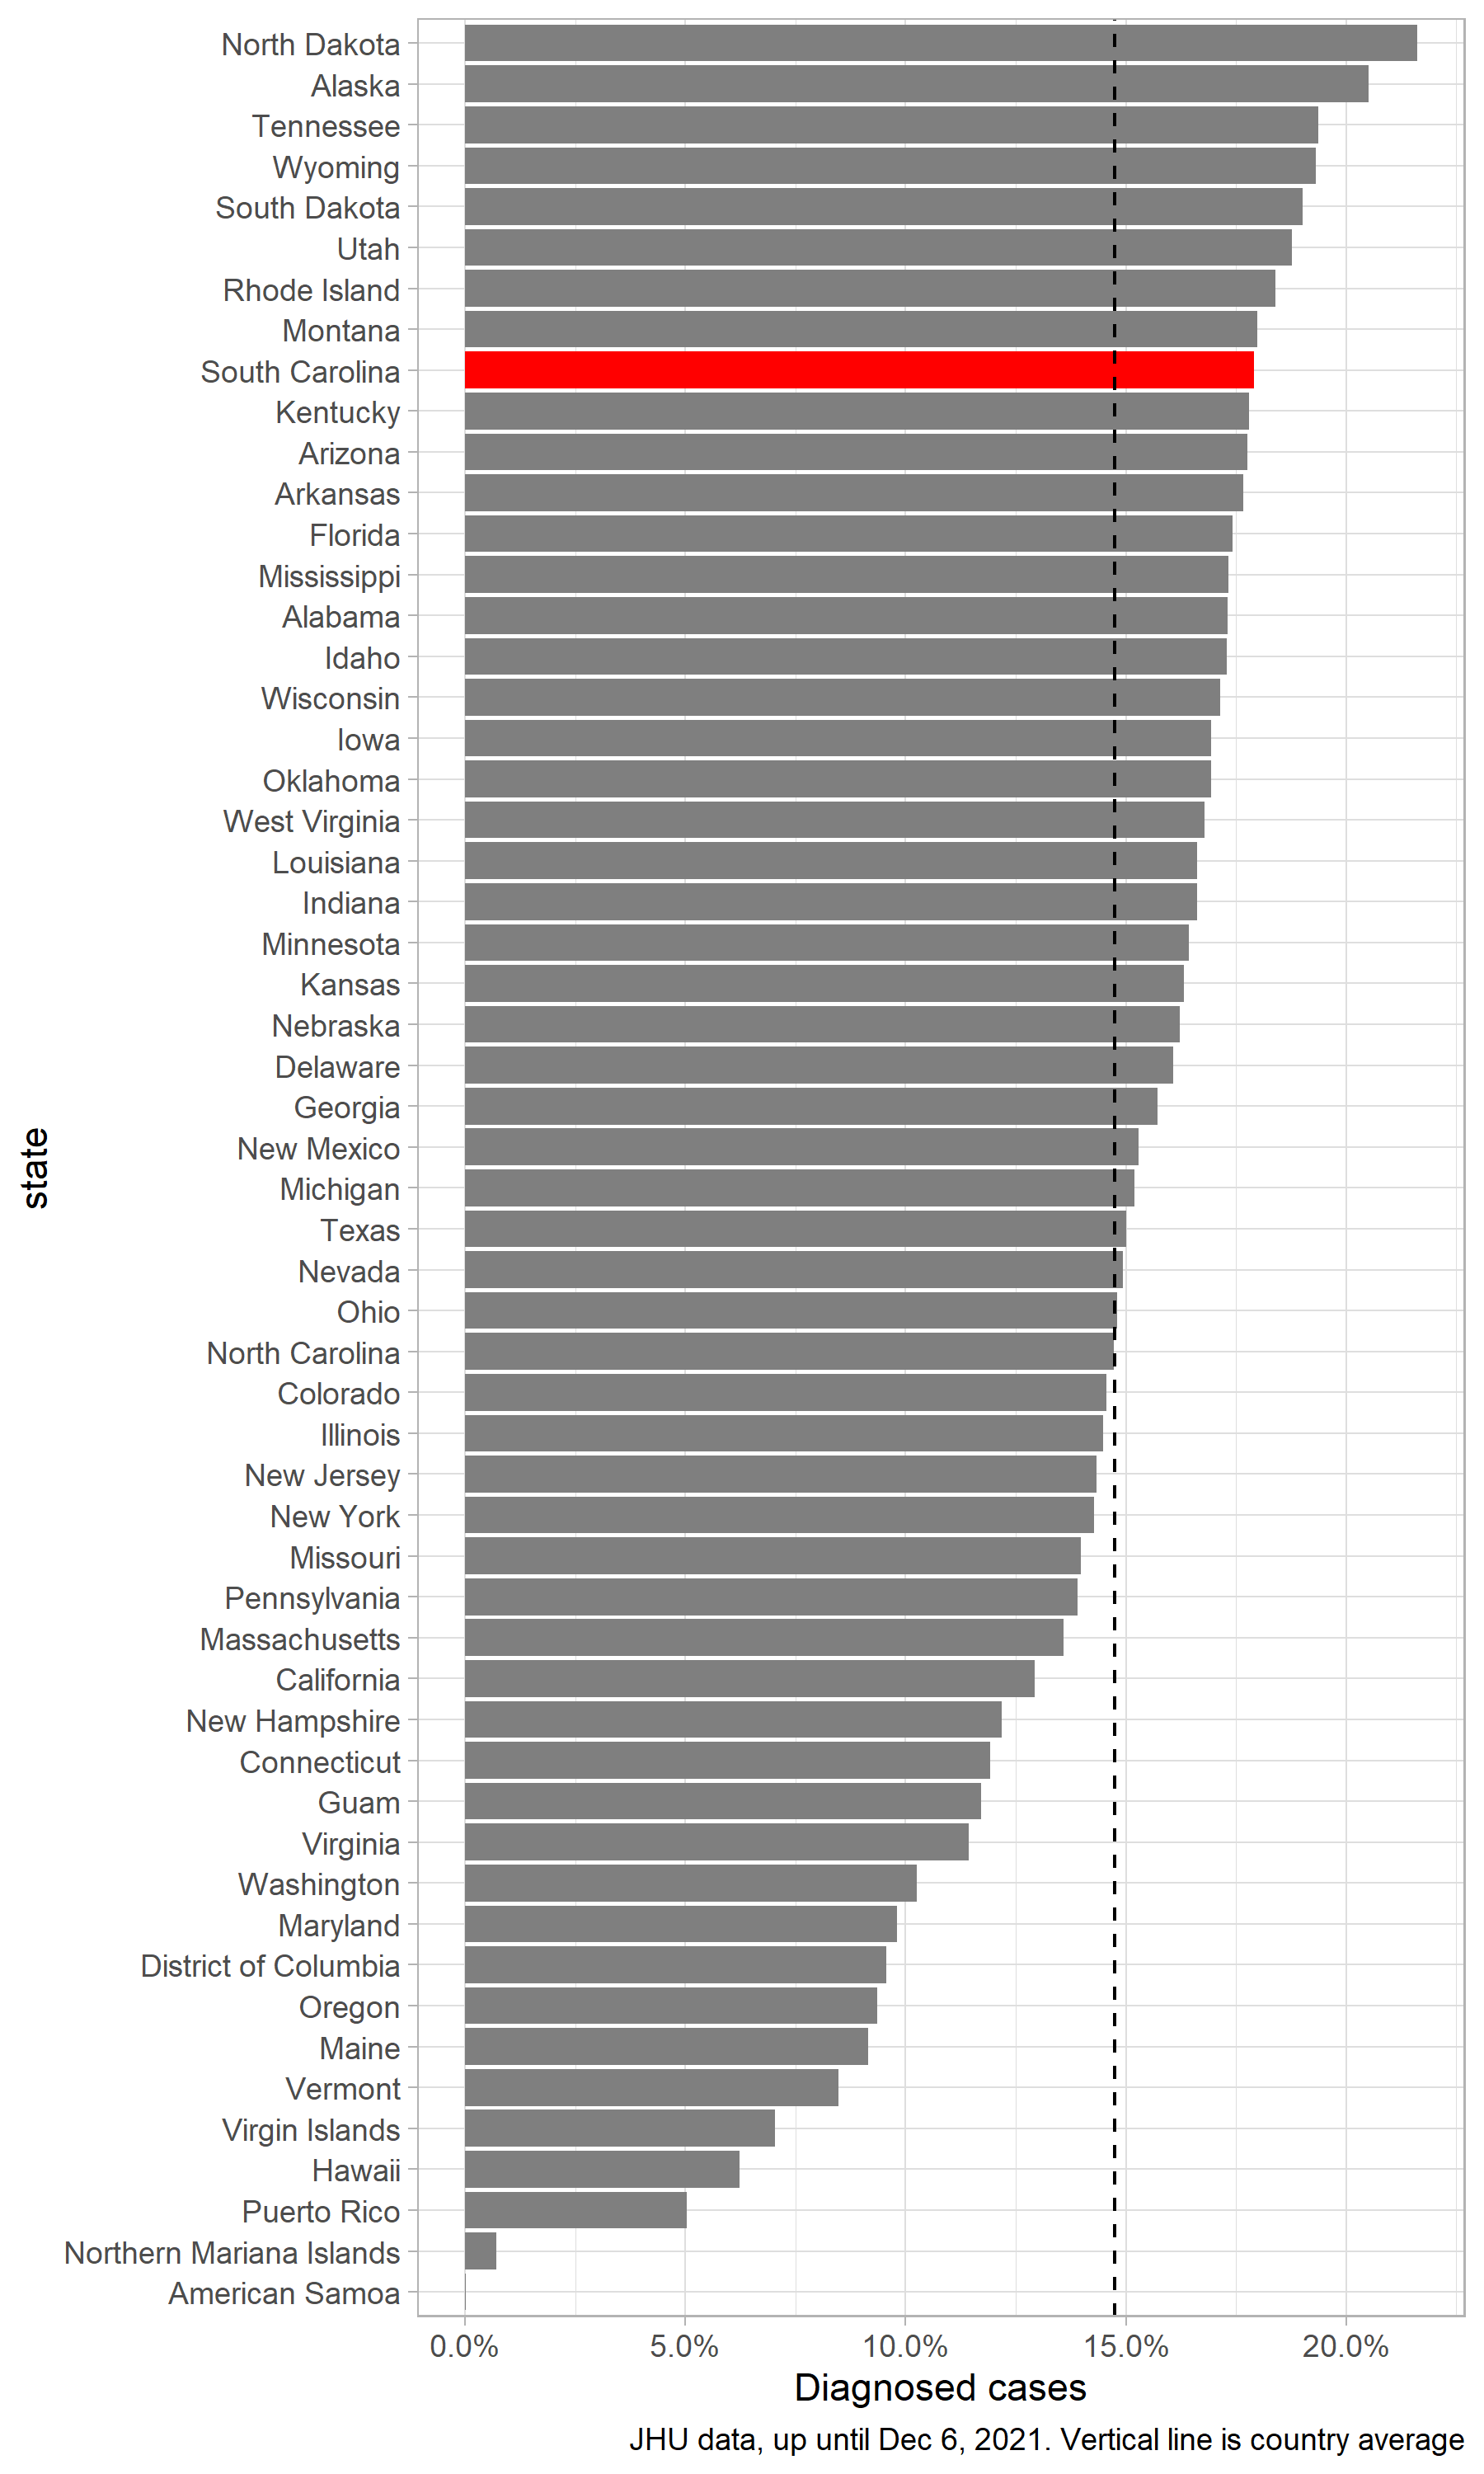 North Dakota
Alaska
Tennessee
Wyoming
South Dakota
Utah
Rhode Island
Montana
South Carolina
Kentucky
Arizona
Arkansas
Florida
Mississippi
Alabama
Idaho
Wisconsin
Iowa
Oklahoma
West Virginia
Louisiana
Indiana
Minnesota
Kansas
Nebraska
Delaware
Georgia
New Mexico
Michigan
Texas
Nevada
Ohio
North Carolina
Colorado
Illinois
New Jersey
New York
Missouri
Pennsylvania
Massachusetts
California
New Hampshire
Connecticut
Guam
Virginia
Washington
Maryland
District of Columbia
Oregon
Maine
Vermont
Virgin Islands
Hawaii
Puerto Rico
Northern Mariana Islands
American Samoa
state
0.0% 5.0% 10.0% 15.0% 20.0%
Diagnosed cases
JHU data, up until Dec 6, 2021. Vertical line is country average